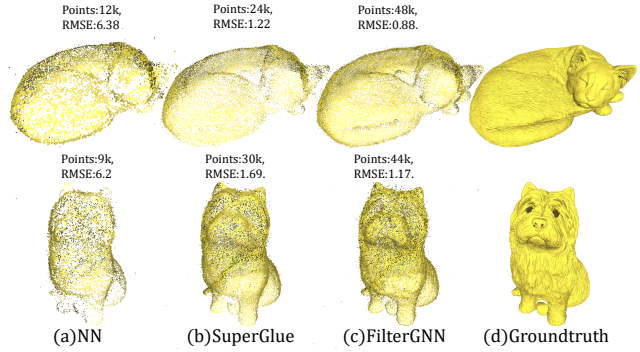 Points:12k,
RMSE:6.38
Points:24k,
RMSE:1.22
Points:48k,
RMSE:0.88.
Points:9k,
RMSE:6.2
Points:30k,
RMSE:1.69.
Points:44k,
RMSE:1.17.
(a)NN
(b)SuperGlue
(c)FilterGNN
(d)Groundtruth